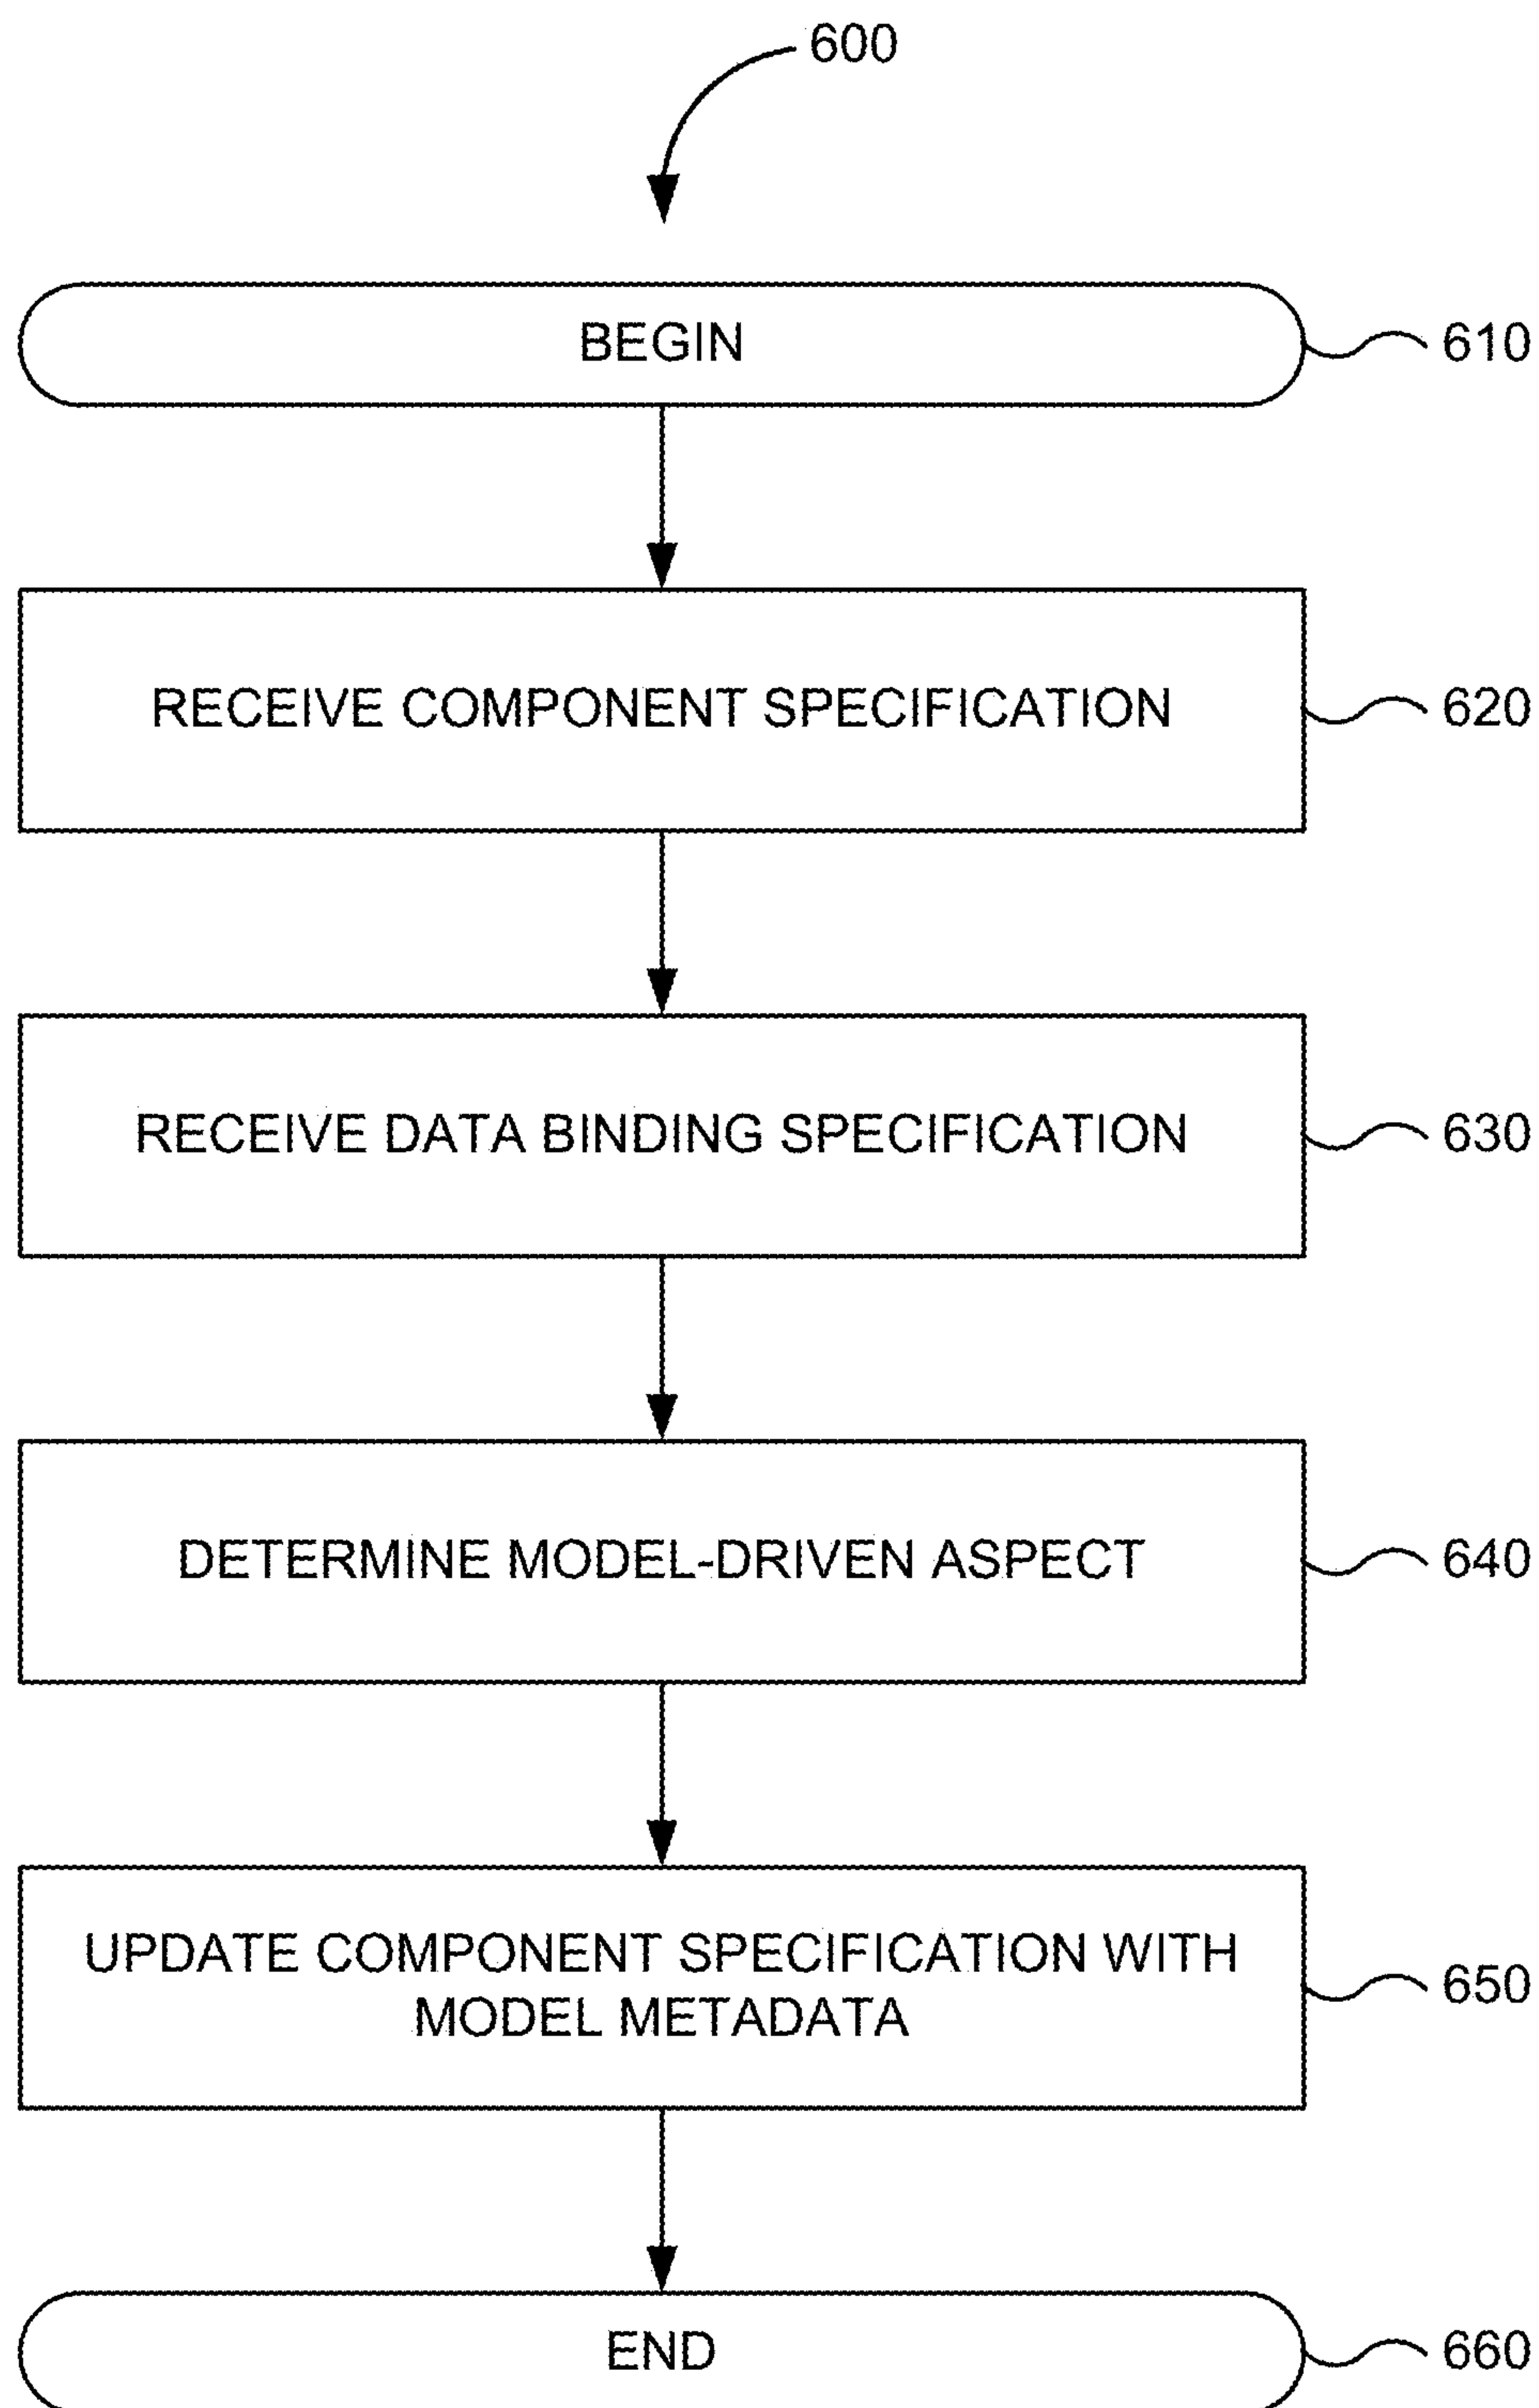 600
BEGIN
610
RECEIVE COMPONENT SPECIFICATION
620
RECEIVE DATA BINDING SPECIFICATION
630
DETERMINE MODEL-DRIVEN ASPECT
640
UPDATE COMPONENT SPECIFICATION WITH
MODEL METADATA
650
END
660